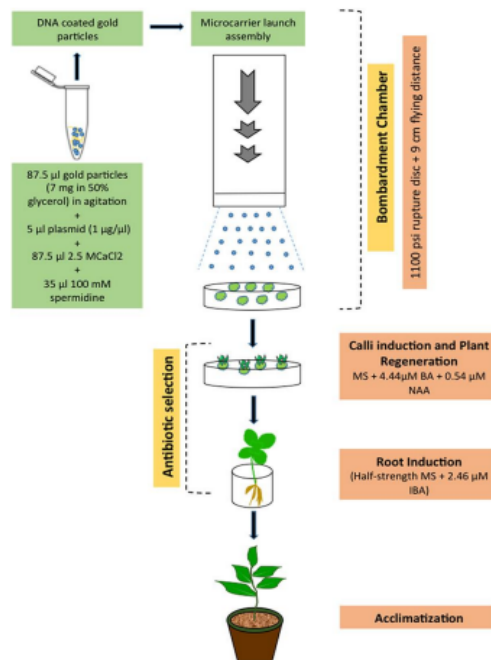 DNA coated gold
particles
Microcarrier launch
assembly
87.5 µl gold particles
(7 mg in 50%
glycerol) in agitation
+
5 µl plasmid (1 µg/µl)
+
87.5 µl 2.5 MCaCl2
+
35 µl 100 mM
spermidine
Bombardment Chamber
1100 psi rupture disc + 9 cm flying distance
Antibiotic selection
Calli induction and Plant
Regeneration
MS + 4.44µM BA + 0.54 µM
NAA
Root Induction
(Half-strength MS + 2.46 µM
IBA)
Acclimatization